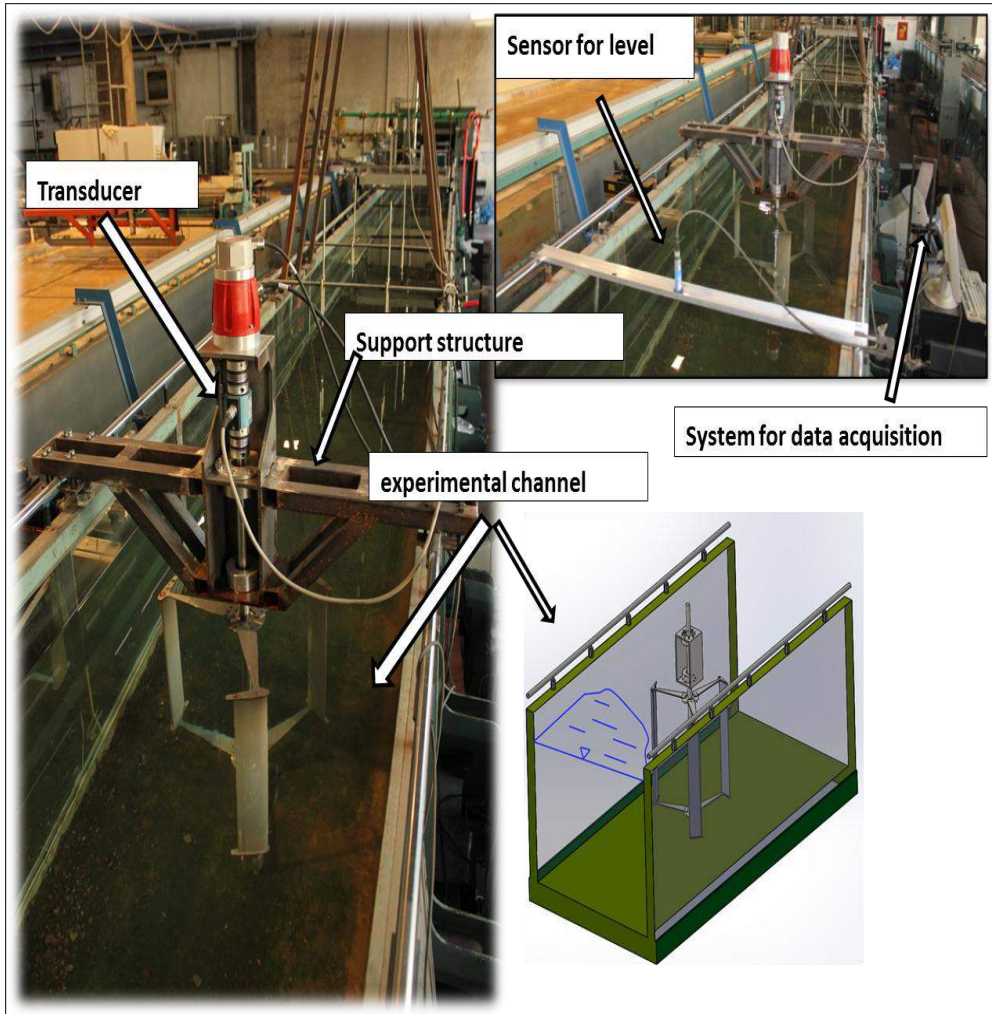 Sensor for level
Transducer
Support structure
System for data acquisition
experimental channel